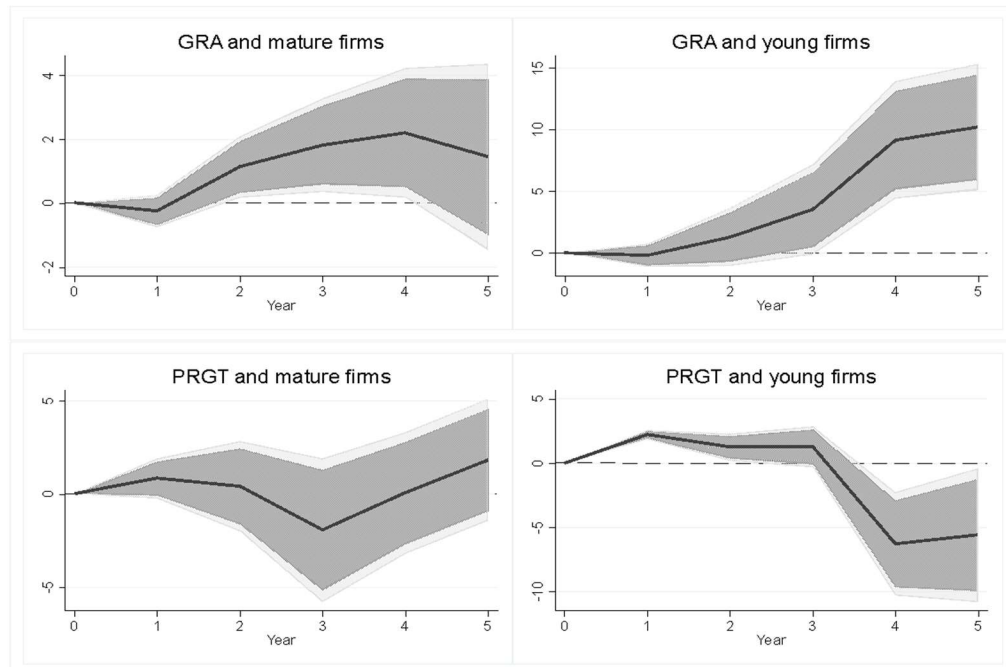 GRA and mature firms
4
2
0
-2
0 1 2 3 4 5
Year
GRA and young firms
15
10
5
0
0 1 2 3 4 5
Year
PRGT and mature firms
5
0
-5
0 1 2 3 4 5
Year
PRGT and young firms
5
0
-5
-10
0 1 2 3 4 5
Year